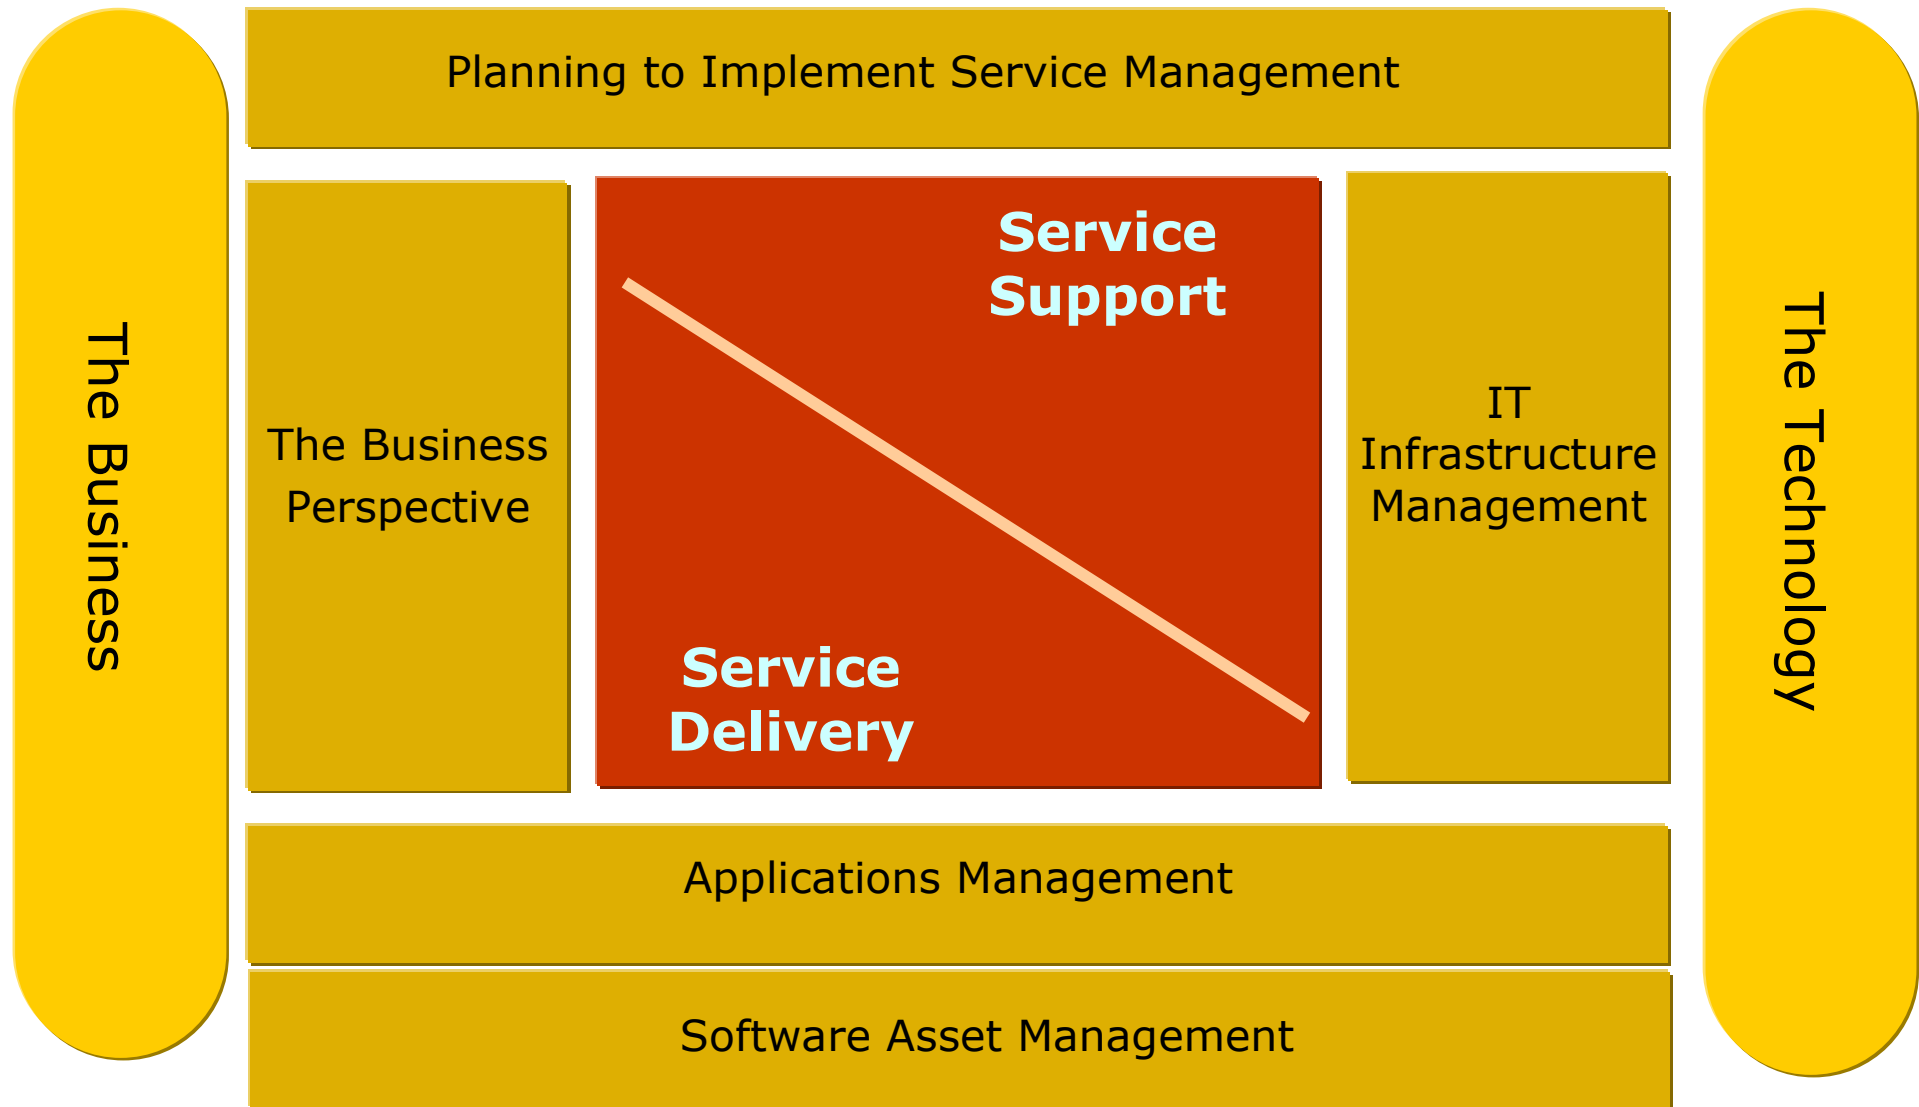 Planning to Implement Service Management
The Business
The Business
Perspective
Service
Support
Service
Delivery
IT
Infrastructure
Management
The Technology
Applications Management
Software Asset Management